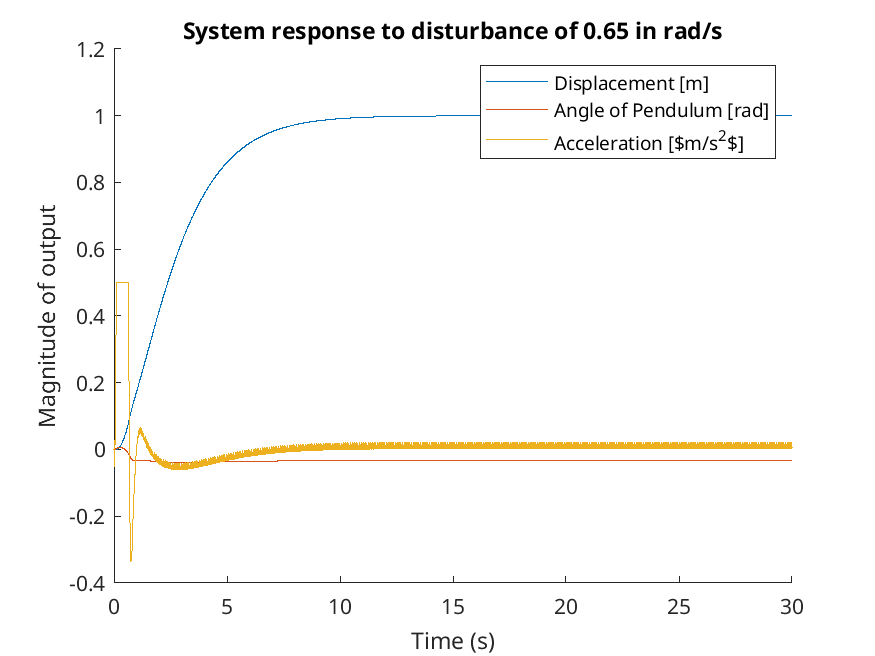 System response to disturbance of 0.65 in rad/s
Displacement [m]
Angle of Pendulum [rad]
Acceleration [$m/s²$]
Magnitude of output
1.2
1
0.8
0.6
0.4
0.2
0
-0.2
-0.4
0 5 10 15 20 25 30
Time (s)